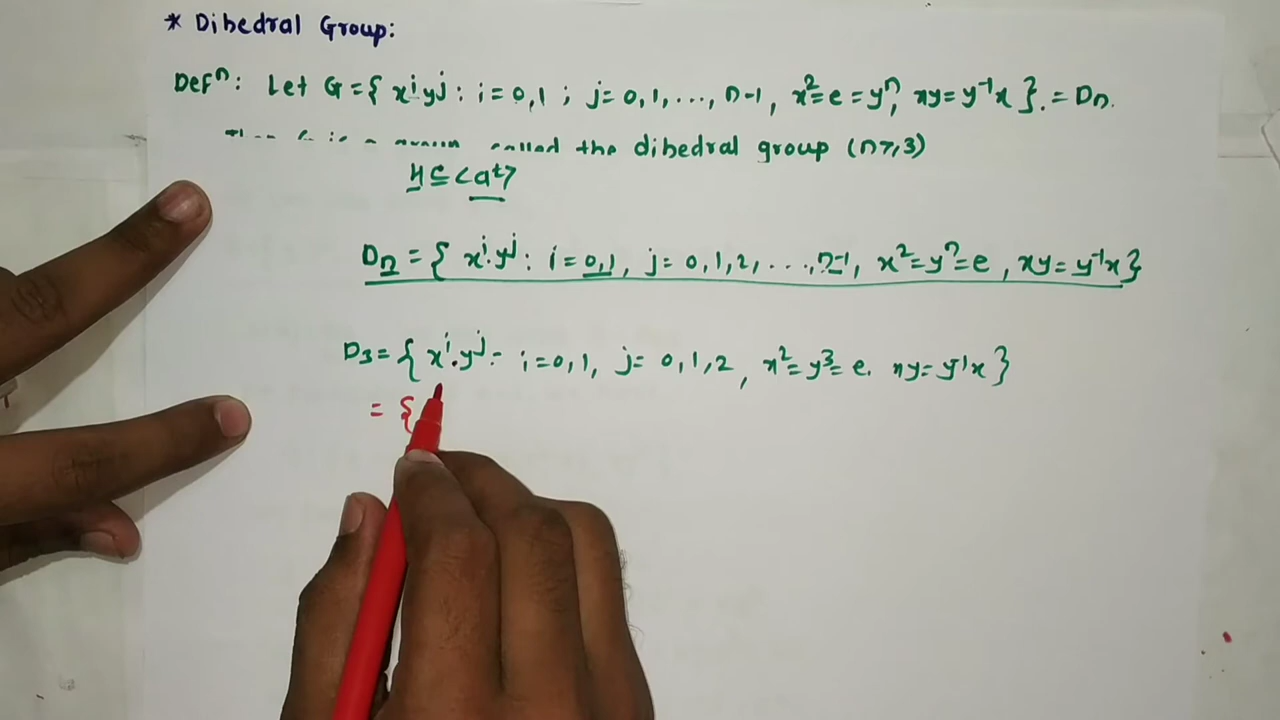 * Dihedral Group:
Defⁿ: Let G = { xⁱyʲ : i = 0,1 ; j = 0,1,..., n-1, x² = e = yⁿ, xy = y⁻¹x } = Dn.
called the dihedral group (n≥3)
H ⊆ <aᵗ>
Dn = { xⁱ·yʲ : i = 0,1, j = 0,1,2,....,n-1, x² = yⁿ = e, xy = y⁻¹x }
D3 = { xⁱ·yʲ : i = 0,1, j = 0,1,2, x² = y³ = e. xy = y⁻¹x }
= {